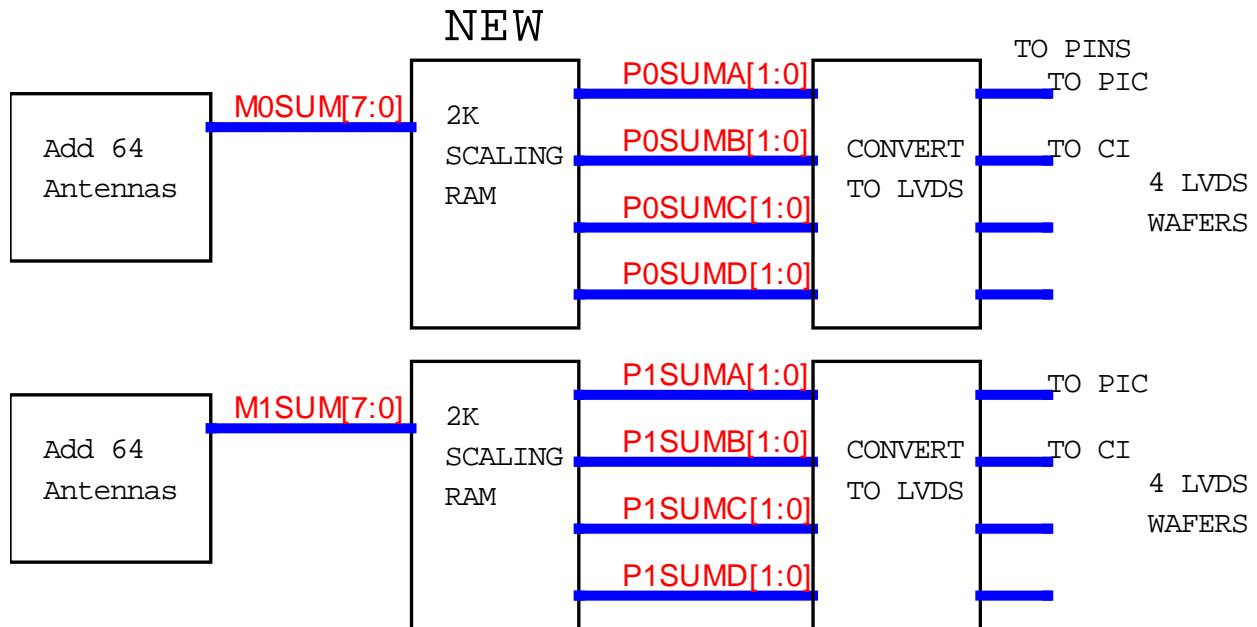 NEW
TO PINS
P0SUMA[1:0]
TO PIC
M0SUM[7:0]
2K
SCALING
RAM
Add 64
Antennas
P0SUMB[1:0]
CONVERT
TO LVDS
TO CI
4 LVDS
WAFERS
P0SUMC[1:0]
P0SUMD[1:0]
P1SUMA[1:0]
TO PIC
M1SUM[7:0]
2K
SCALING
RAM
Add 64
Antennas
P1SUMB[1:0]
CONVERT
TO LVDS
TO CI
4 LVDS
WAFERS
P1SUMC[1:0]
P1SUMD[1:0]